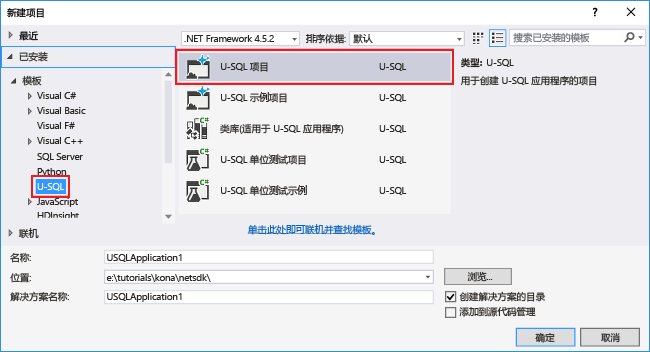 新建项目
? ×
最近
.NET Framework 4.5.2 排序依据: 默认 搜索已安装的模板
已安装
模板
Visual C#
Visual Basic
Visual F#
Visual C++
SQL Server
Python
U-SQL
JavaScript
HDInsight
联机
U-SQL 项目 U-SQL
U-SQL 示例项目 U-SQL
C# 类库(适用于 U-SQL 应用程序) U-SQL
C# U-SQL 单位测试项目 U-SQL
C# U-SQL 单位测试示例 U-SQL
单击此处即可联机并查找模板。
类型: U-SQL
用于创建 U-SQL 应用程序的项目
名称: USQLApplication1
位置: e:\tutorials\kona\netsdk\ 浏览...
解决方案名称: USQLApplication1 创建解决方案的目录
添加到源代码管理
确定 取消